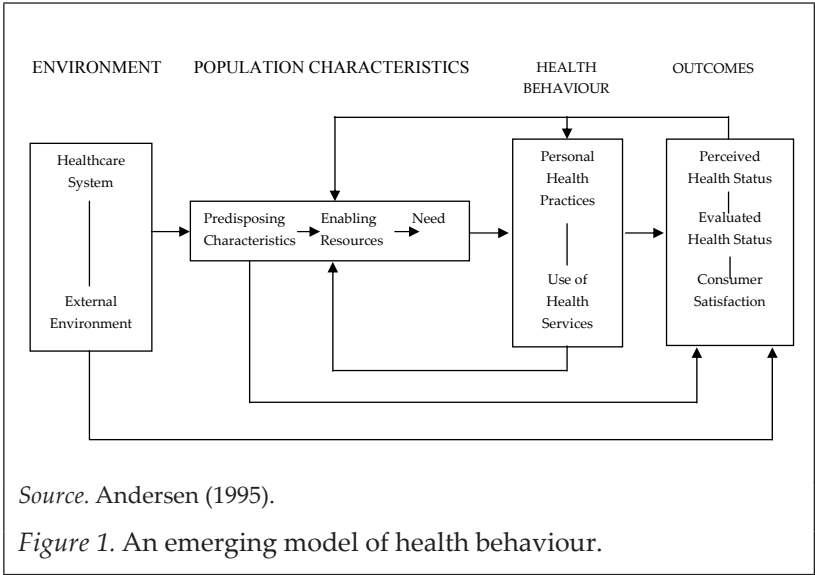 ENVIRONMENT
POPULATION CHARACTERISTICS
HEALTH
BEHAVIOUR
OUTCOMES
Healthcare
System
External
Environment
Predisposing
Characteristics
Enabling
Resources
Need
Personal
Health
Practices
Use of
Health
Services
Perceived
Health Status
Evaluated
Health Status
Consumer
Satisfaction
Source. Andersen (1995).
Figure 1. An emerging model of health behaviour.